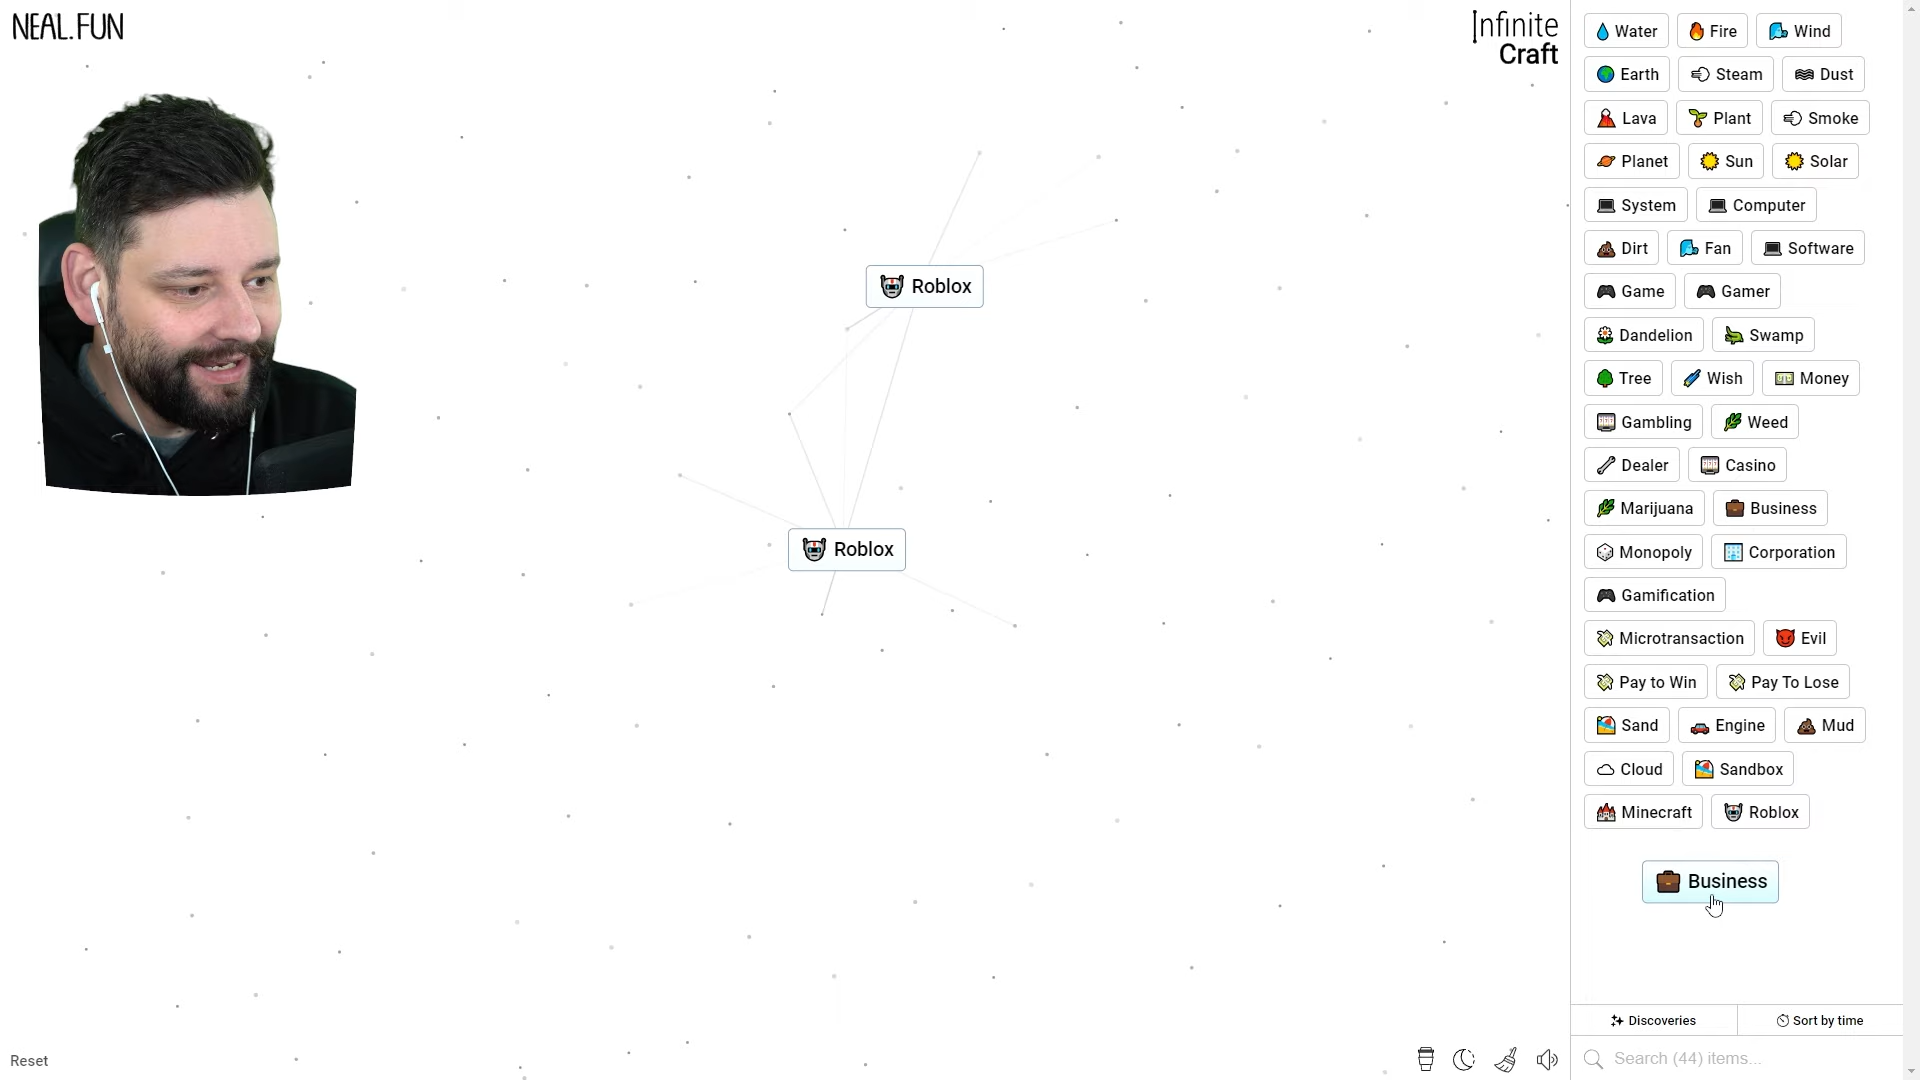 NEAL.FUN
Infinite
Craft
Water Fire Wind
Earth Steam Dust
Lava Plant Smoke
Planet Sun Solar
System Computer
Dirt Fan Software
Game Gamer
Dandelion Swamp
Tree Wish Money
Gambling Weed
Dealer Casino
Marijuana Business
Monopoly Corporation
Gamification
Microtransaction Evil
Pay to Win Pay To Lose
Sand Engine Mud
Cloud Sandbox
Minecraft Roblox
Roblox
Roblox
Business
Discoveries Sort by time
Search (44) items...
Reset